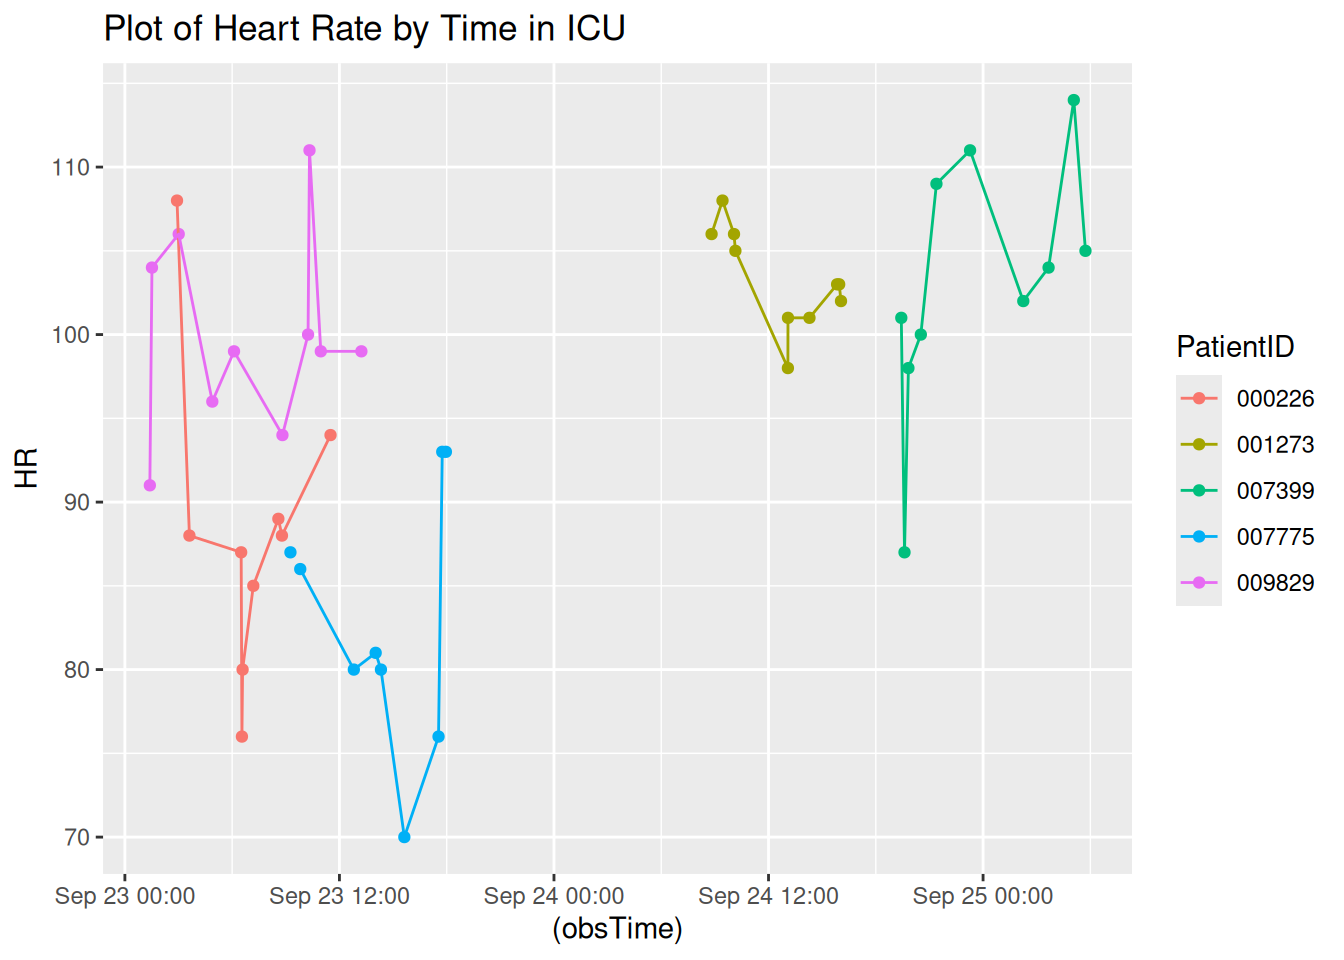 Plot of Heart Rate by Time in ICU
HR
110
100
90
80
70
Sep 23 00:00 Sep 23 12:00 Sep 24 00:00 Sep 24 12:00 Sep 25 00:00
(obsTime)
PatientID
000226
001273
007399
007775
009829